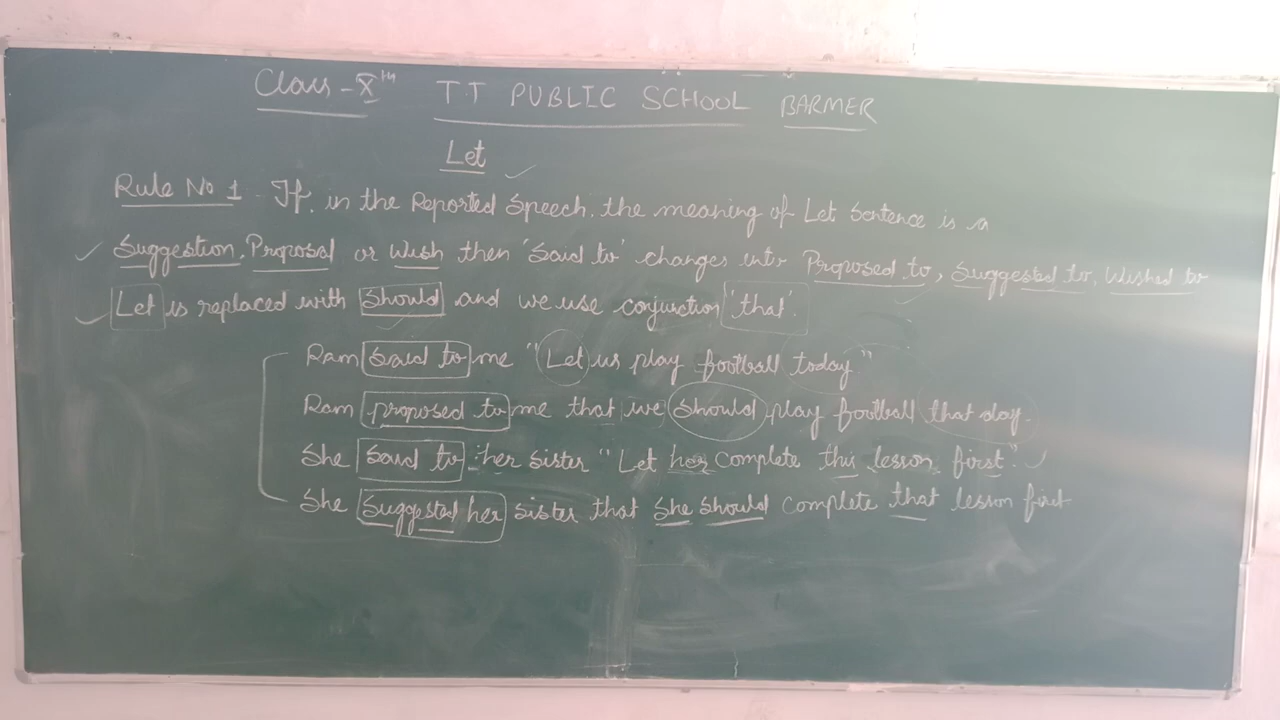 Class - Xth T.T PUBLIC SCHOOL BARMER
Let
Rule No 1 - If in the Reported Speech, the meaning of Let Sentence is a
Suggestion, Proposal or Wish then 'Said to' changes into Proposed to, Suggested to, Wished to
Let is replaced with Should and we use conjunction 'that'.
Ram Said to me "Let us play football today."
Ram proposed to me that we should play football that day.
She Said to her sister "Let her complete this lesson first".
She Suggested her sister that she should complete that lesson first